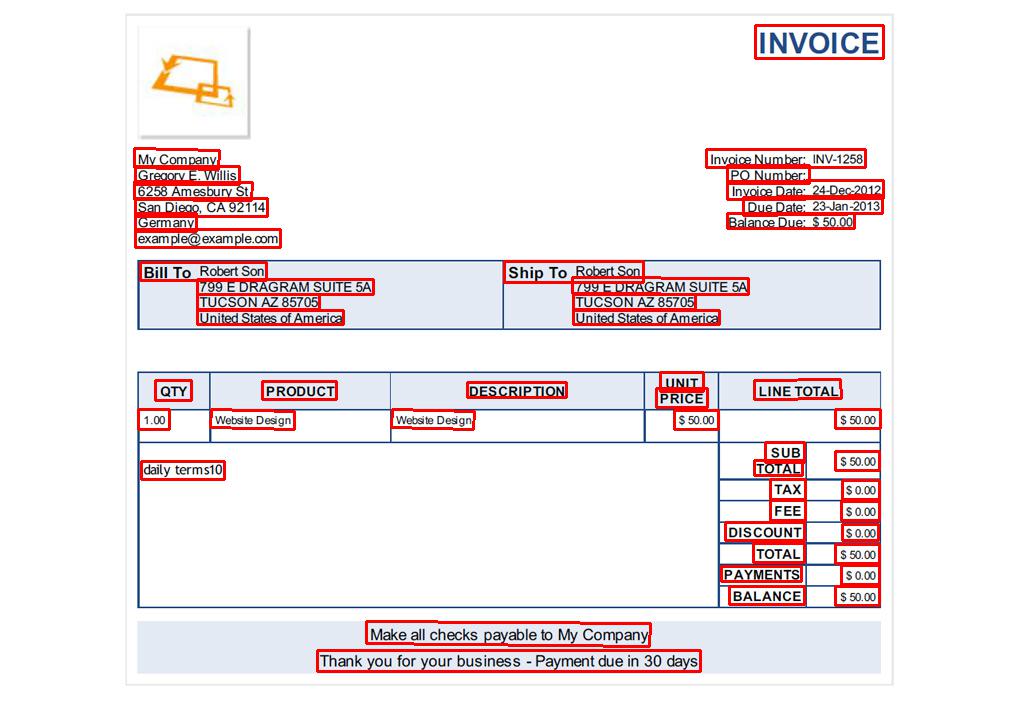 INVOICE
My Company
Gregory E. Willis
6258 Amesbury St
San Diego, CA 92114
Germany
example@example.com
Invoice Number: INV-1258
PO Number:
Invoice Date: 24-Dec-2012
Due Date: 23-Jan-2013
Balance Due: $ 50.00
Bill To Robert Son
799 E DRAGRAM SUITE 5A
TUCSON AZ 85705
United States of America
Ship To Robert Son
799 E DRAGRAM SUITE 5A
TUCSON AZ 85705
United States of America
QTY PRODUCT DESCRIPTION UNIT PRICE LINE TOTAL
1.00 Website Design Website Design $ 50.00 $ 50.00
daily terms10
SUB TOTAL $ 50.00
TAX $ 0.00
FEE $ 0.00
DISCOUNT $ 0.00
TOTAL $ 50.00
PAYMENTS $ 0.00
BALANCE $ 50.00
Make all checks payable to My Company
Thank you for your business - Payment due in 30 days